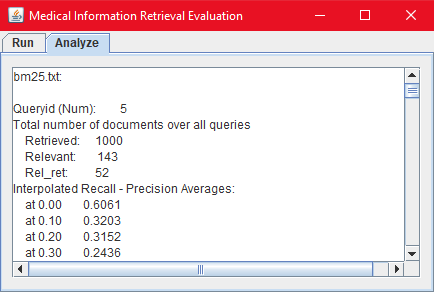 Medical Information Retrieval Evaluation
Run Analyze
bm25.txt:
Queryid (Num): 5
Total number of documents over all queries
Retrieved: 1000
Relevant: 143
Rel_ret: 52
Interpolated Recall - Precision Averages:
at 0.00 0.6061
at 0.10 0.3203
at 0.20 0.3152
at 0.30 0.2436